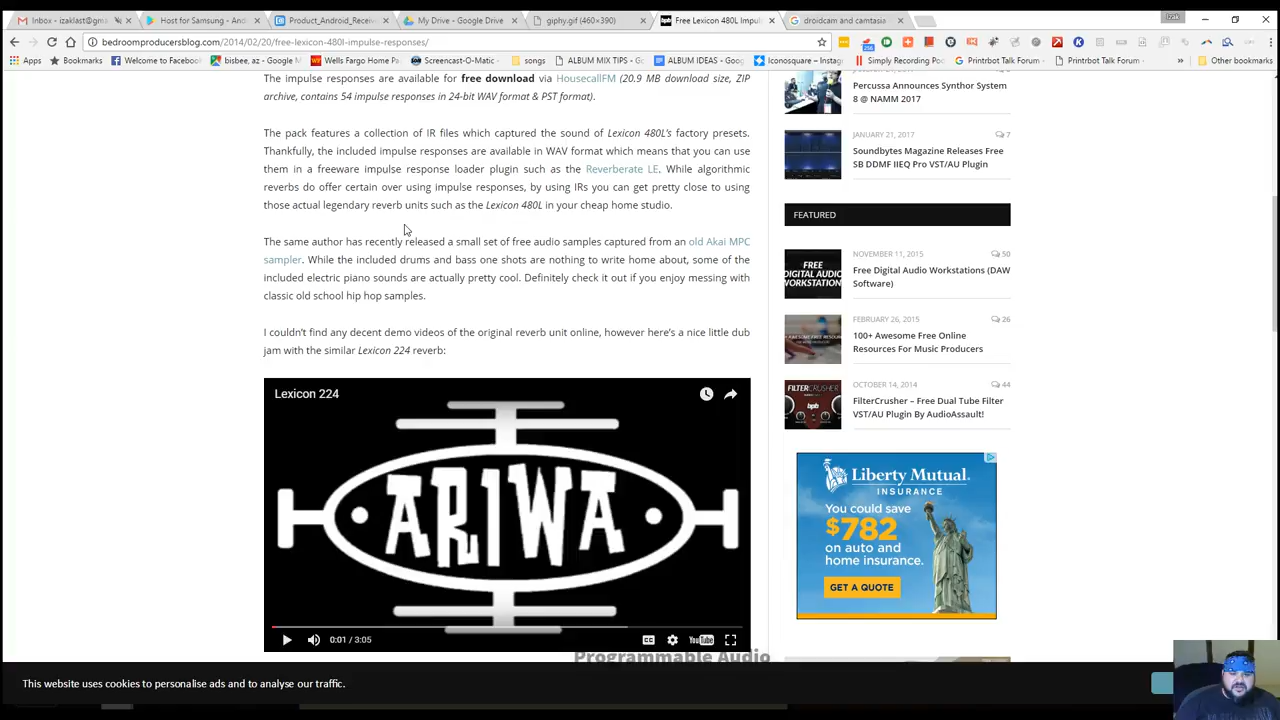 Inbox - izaklast@gmail.c
Host for Samsung - And
Product_Android_Receiv
My Drive - Google Drive
giphy.gif (460×390)
Free Lexicon 480L Impul
droidcam and camtasia
bedroomproducersblog.com/2014/02/20/free-lexicon-480l-impulse-responses/
Apps
Bookmarks
Welcome to Facebook
bisbee, az - Google
Wells Fargo Home Pag
Screencast-O-Matic
songs
ALBUM MIX TIPS - Go
ALBUM IDEAS - Goog
Iconosquare – Instag
Simply Recording Poc
Printrbot Talk Forum
Printrbot Talk Forum
Other bookmarks
The impulse responses are available for free download via HousecallFM (20.9 MB download size, ZIP
archive, contains 54 impulse responses in 24-bit WAV format & PST format).
The pack features a collection of IR files which captured the sound of Lexicon 480L's factory presets.
Thankfully, the included impulse responses are available in WAV format which means that you can use
them in a freeware impulse response loader plugin such as the Reverberate LE. While algorithmic
reverbs do offer certain over using impulse responses, by using IRs you can get pretty close to using
those actual legendary reverb units such as the Lexicon 480L in your cheap home studio.
The same author has recently released a small set of free audio samples captured from an old Akai MPC
sampler. While the included drums and bass one shots are nothing to write home about, some of the
included electric piano sounds are actually pretty cool. Definitely check it out if you enjoy messing with
classic old school hip hop samples.
I couldn't find any decent demo videos of the original reverb unit online, however here's a nice little dub
jam with the similar Lexicon 224 reverb:
Lexicon 224
ARIWA
0:01 / 3:05
YouTube
Percussa Announces Synthor System
8 @ NAMM 2017
JANUARY 21, 2017
7
Soundbytes Magazine Releases Free
SB DDMF IIEQ Pro VST/AU Plugin
FEATURED
NOVEMBER 11, 2015
50
FREE
DIGITAL AUDIO
WORKSTATIONS
Free Digital Audio Workstations (DAW
Software)
FEBRUARY 26, 2015
26
100+ Awesome Free Online
Resources For Music Producers
OCTOBER 14, 2014
44
FILTERCRUSHER
bpb
FilterCrusher – Free Dual Tube Filter
VST/AU Plugin By AudioAssault!
Liberty Mutual
INSURANCE
You could save
$782
on auto and
home insurance.
GET A QUOTE
Programmable Audio
This website uses cookies to personalise ads and to analyse our traffic.